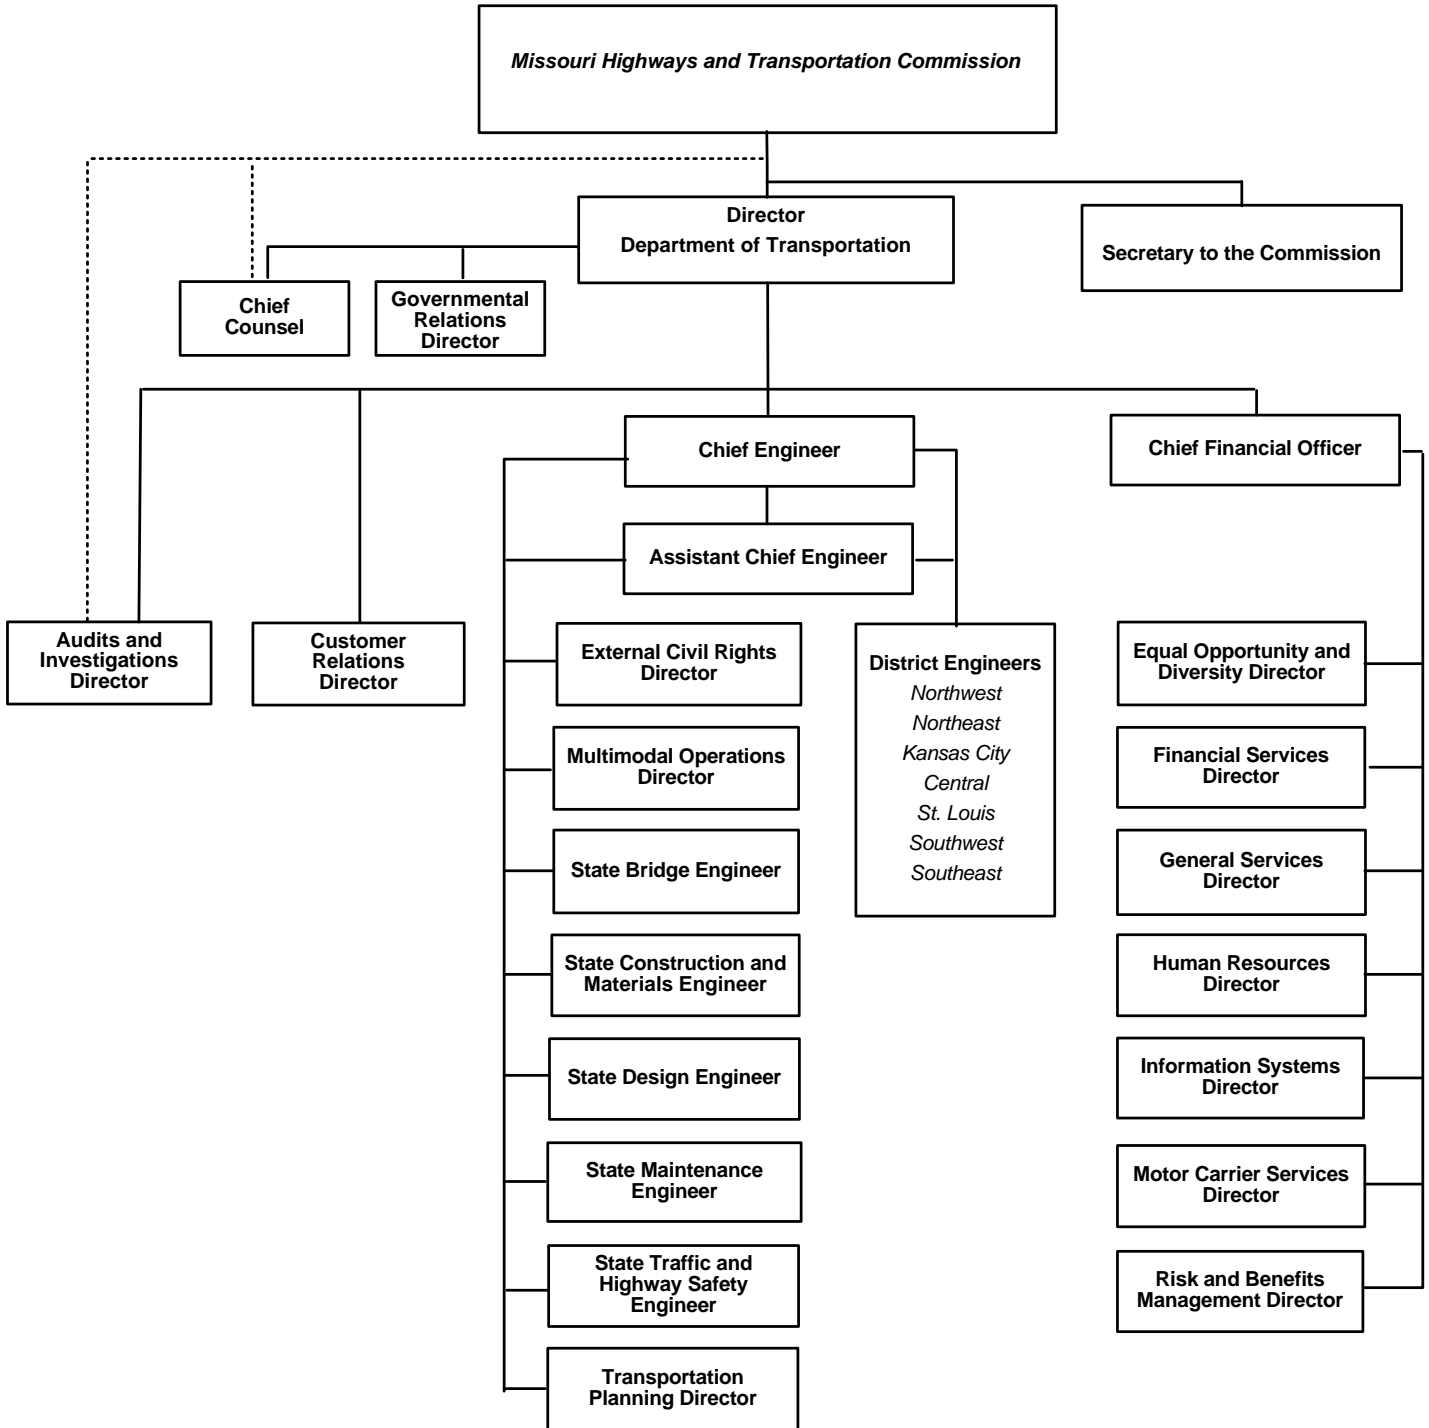 Missouri Highways and Transportation Commission
Director
Department of Transportation
Secretary to the Commission
Chief
Counsel
Governmental
Relations
Director
Chief Engineer
Chief Financial Officer
Assistant Chief Engineer
Audits and
Investigations
Director
Customer
Relations
Director
External Civil Rights
Director
Multimodal Operations
Director
State Bridge Engineer
State Construction and
Materials Engineer
State Design Engineer
State Maintenance
Engineer
State Traffic and
Highway Safety
Engineer
Transportation
Planning Director
District Engineers
Northwest
Northeast
Kansas City
Central
St. Louis
Southwest
Southeast
Equal Opportunity and
Diversity Director
Financial Services
Director
General Services
Director
Human Resources
Director
Information Systems
Director
Motor Carrier Services
Director
Risk and Benefits
Management Director